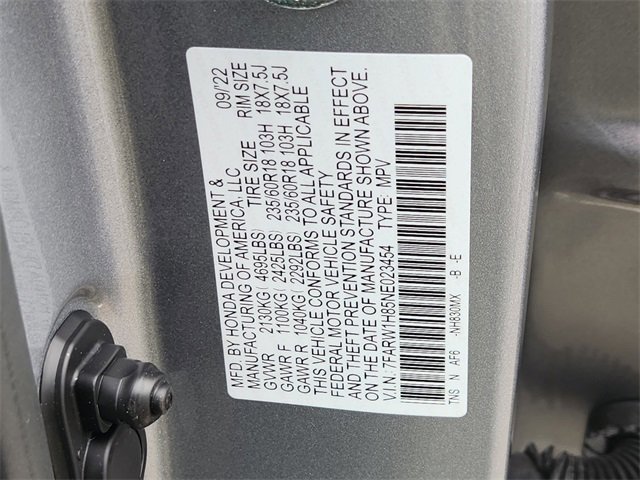 MFD. BY HONDA DEVELOPMENT &
MANUFACTURING OF AMERICA, LLC 09/'22
TIRE SIZE RIM SIZE
GVWR 2130KG( 4695LBS)
GAWR F 1100KG( 2425LBS) 235/60R18 103H 18X7.5J
GAWR R 1040KG( 2292LBS) 235/60R18 103H 18X7.5J
THIS VEHICLE CONFORMS TO ALL APPLICABLE
FEDERAL MOTOR VEHICLE SAFETY
AND THEFT PREVENTION STANDARDS IN EFFECT
ON THE DATE OF MANUFACTURE SHOWN ABOVE.
V.I.N: 7FARW1H85NE023454 TYPE: MPV
TNS N AF6 -NH830MX -B -E